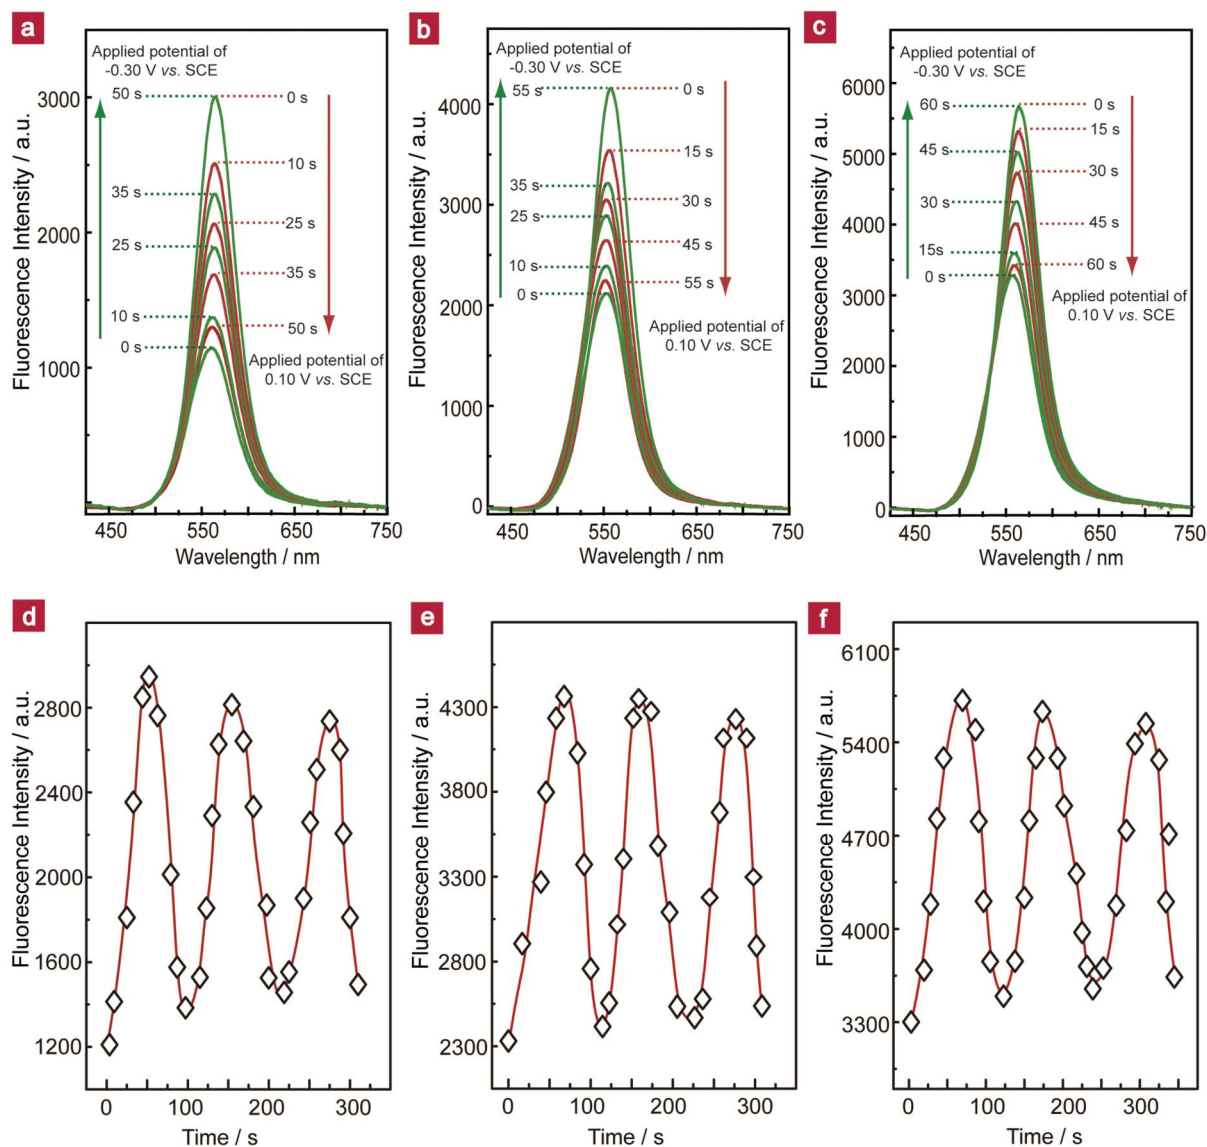 a
Applied potential of
-0.30 V vs. SCE
50 s
0 s
10 s
35 s
25 s
25 s
35 s
10 s
50 s
0 s
Applied potential of
0.10 V vs. SCE
3000
2000
1000
Fluorescence Intensity / a.u.
450
550
650
750
Wavelength / nm
b
Applied potential of
-0.30 V vs. SCE
55 s
0 s
15 s
35 s
30 s
25 s
45 s
10 s
55 s
0 s
Applied potential of
0.10 V vs. SCE
4000
3000
2000
1000
0
Fluorescence Intensity / a.u.
450
550
650
750
Wavelength / nm
c
Applied potential of
-0.30 V vs. SCE
60 s
0 s
15 s
45 s
30 s
30 s
45 s
15s
60 s
0 s
Applied potential of
0.10 V vs. SCE
6000
5000
4000
3000
2000
1000
0
Fluorescence Intensity / a.u.
450
550
650
750
Wavelength / nm
d
2800
2400
2000
1600
1200
Fluorescence Intensity / a.u.
0
100
200
300
Time / s
e
4300
3800
3300
2800
2300
Fluorescence Intensity / a.u.
0
100
200
300
Time / s
f
6100
5400
4700
4000
3300
Fluorescence Intensity / a.u.
0
100
200
300
Time / s